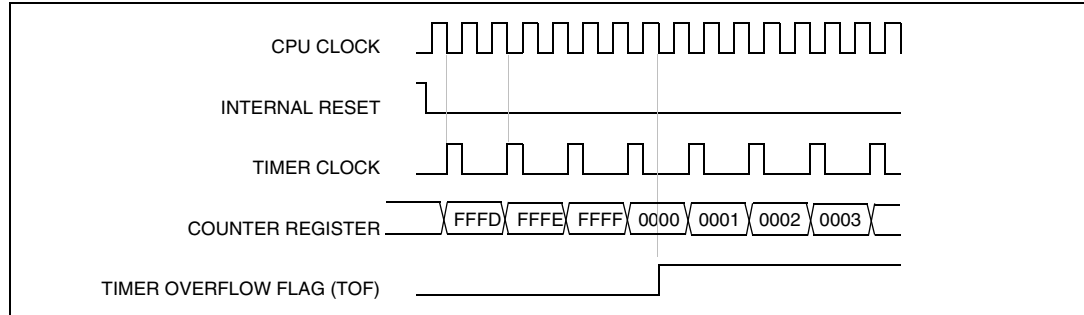 CPU CLOCK
INTERNAL RESET
TIMER CLOCK
COUNTER REGISTER FFFD FFFE FFFF 0000 0001 0002 0003
TIMER OVERFLOW FLAG (TOF)